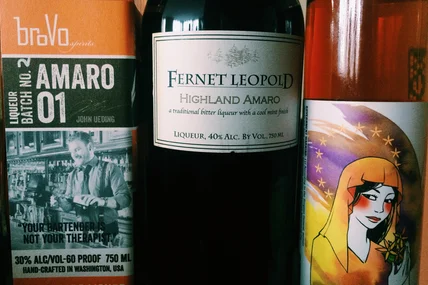 broVo
spirits
LIQUEUR
BATCH NO. 2
AMARO
01
JOHN UEDING
"YOUR BARTENDER IS
NOT YOUR THERAPIST."
30% ALC/VOL-60 PROOF 750 ML
HAND-CRAFTED IN WASHINGTON, USA
FERNET LEOPOLD
HIGHLAND AMARO
a traditional bitter liqueur with a cool mint finish
LIQUEUR, 40% ALC. BY VOL. 750 ML